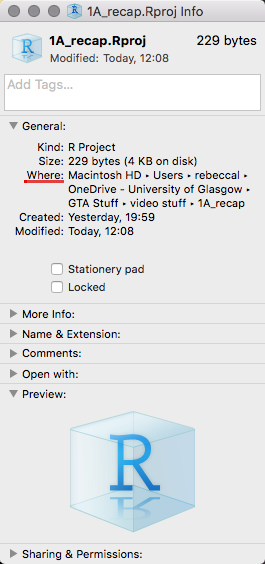 1A_recap.Rproj Info
1A_recap.Rproj 229 bytes
Modified: Today, 12:08
Add Tags...
General:
Kind: R Project
Size: 229 bytes (4 KB on disk)
Where: Macintosh HD ▸ Users ▸ rebeccal ▸
OneDrive - University of Glasgow ▸
GTA Stuff ▸ video stuff ▸ 1A_recap
Created: Yesterday, 19:59
Modified: Today, 12:08
Stationery pad
Locked
More Info:
Name & Extension:
Comments:
Open with:
Preview:
R
Sharing & Permissions: